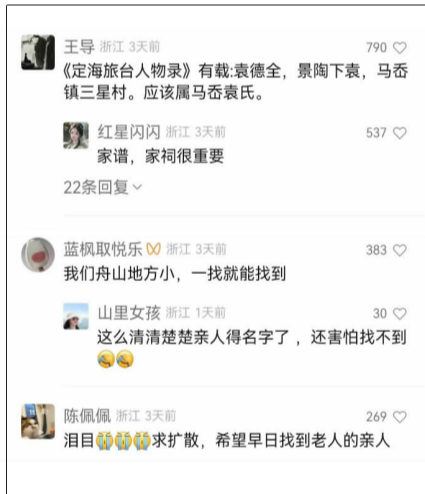 王导 浙江 3天前 790
《定海旅台人物录》有载:袁德全，景陶下袁，马岙
镇三星村。应该属马岙袁氏。
红星闪闪 浙江 3天前 537
家谱，家祠很重要
22条回复
蓝枫取悦乐 浙江 3天前 383
我们舟山地方小，一找就能找到
山里女孩 浙江 1天前 30
这么清清楚楚亲人得名字了，还害怕找不到
陈佩佩 浙江 3天前 269
泪目😭😭😭求扩散，希望早日找到老人的亲人